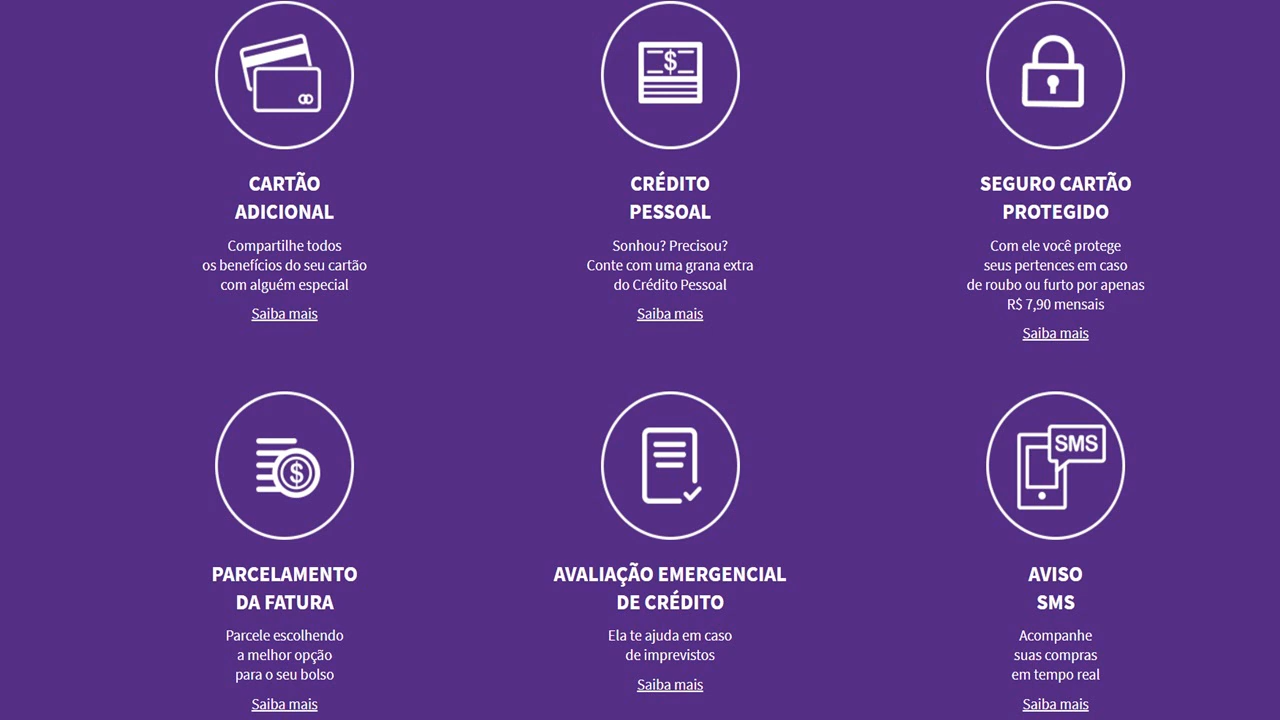 CARTÃO
ADICIONAL
Compartilhe todos
os benefícios do seu cartão
com alguém especial
Saiba mais
$
CRÉDITO
PESSOAL
Sonhou? Precisou?
Conte com uma grana extra
do Crédito Pessoal
Saiba mais
SEGURO CARTÃO
PROTEGIDO
Com ele você protege
seus pertences em caso
de roubo ou furto por apenas
R$ 7,90 mensais
Saiba mais
$
PARCELAMENTO
DA FATURA
Parcele escolhendo
a melhor opção
para o seu bolso
Saiba mais
AVALIAÇÃO EMERGENCIAL
DE CRÉDITO
Ela te ajuda em caso
de imprevistos
Saiba mais
SMS
AVISO
SMS
Acompanhe
suas compras
em tempo real
Saiba mais